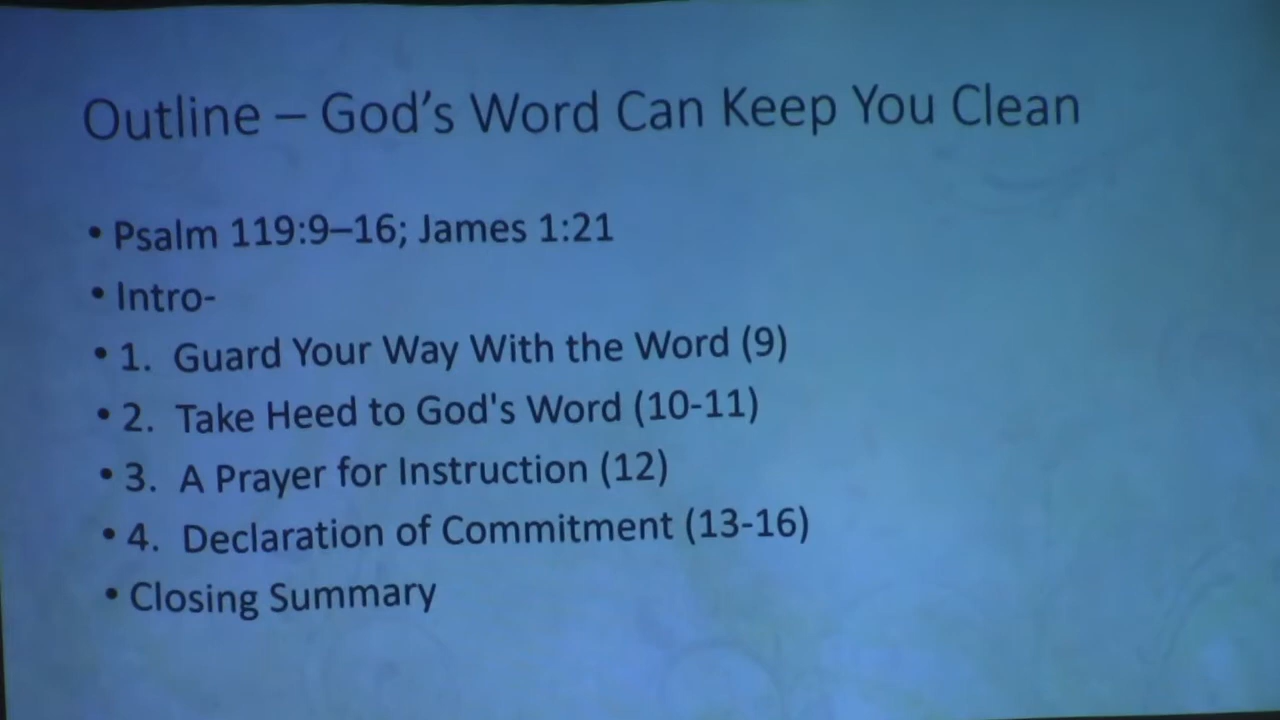 Outline – God’s Word Can Keep You Clean
• Psalm 119:9–16; James 1:21
• Intro-
• 1. Guard Your Way With the Word (9)
• 2. Take Heed to God's Word (10-11)
• 3. A Prayer for Instruction (12)
• 4. Declaration of Commitment (13-16)
• Closing Summary